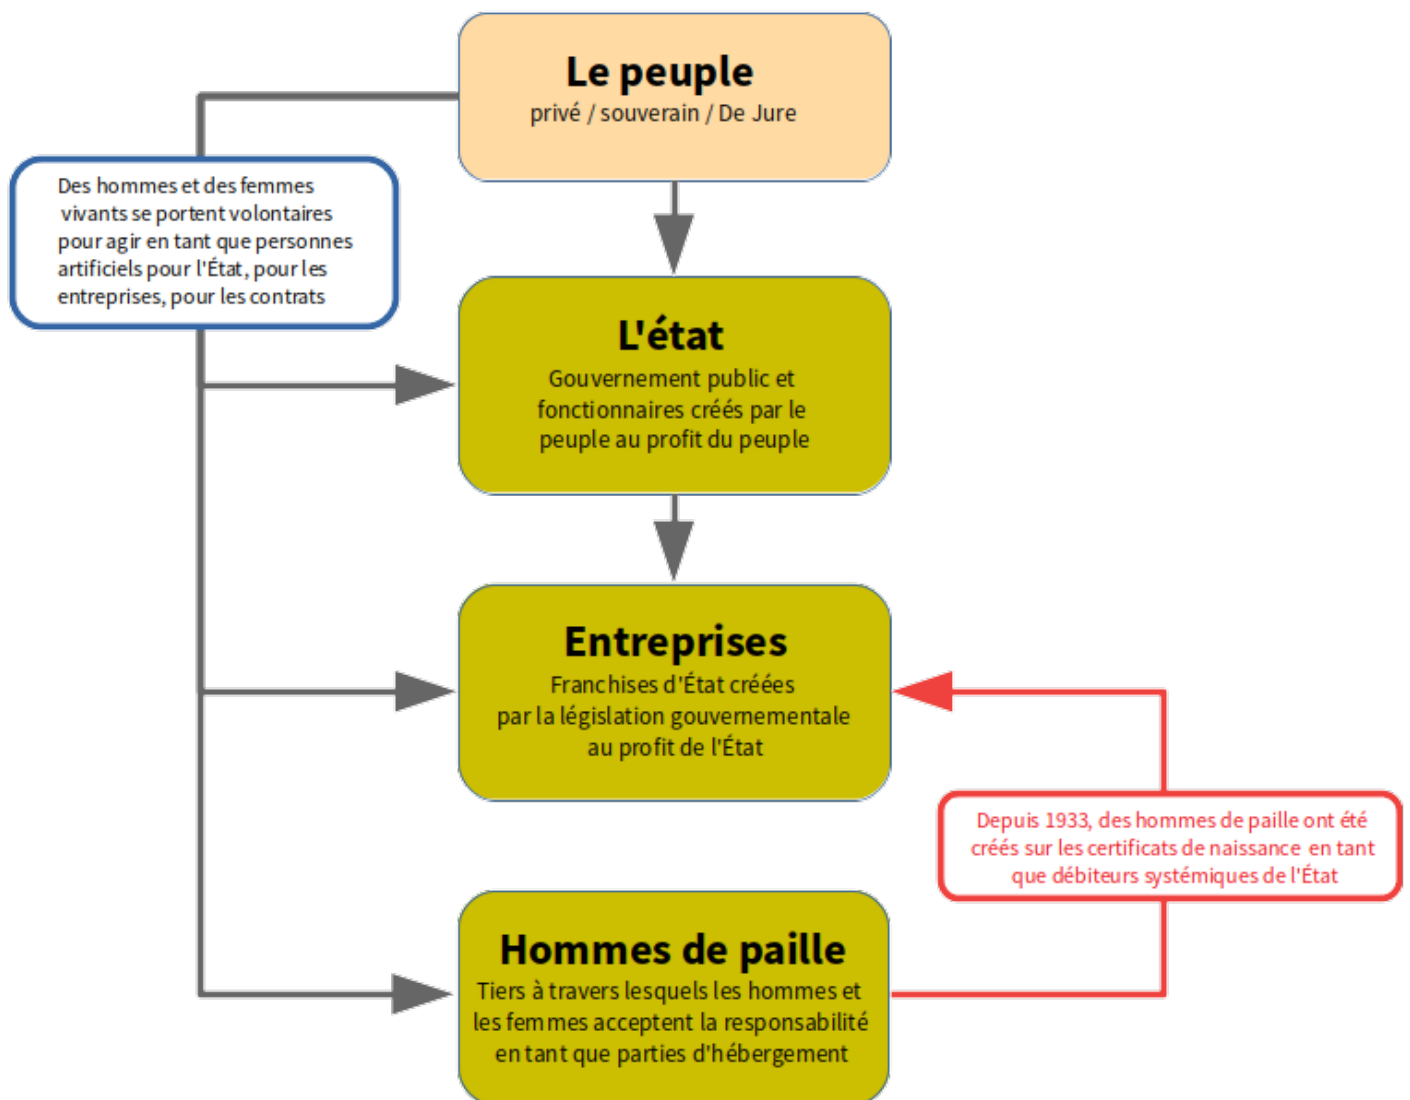 Le peuple
privé / souverain / De Jure
Des hommes et des femmes
vivants se portent volontaires
pour agir en tant que personnes
artificiels pour l'État, pour les
entreprises, pour les contrats
L'état
Gouvernement public et
fonctionnaires créés par le
peuple au profit du peuple
Entreprises
Franchises d'État créées
par la législation gouvernementale
au profit de l'État
Depuis 1933, des hommes de paille ont été
créés sur les certificats de naissance en tant
que débiteurs systémiques de l'État
Hommes de paille
Tiers à travers lesquels les hommes et
les femmes acceptent la responsabilité
en tant que parties d'hébergement